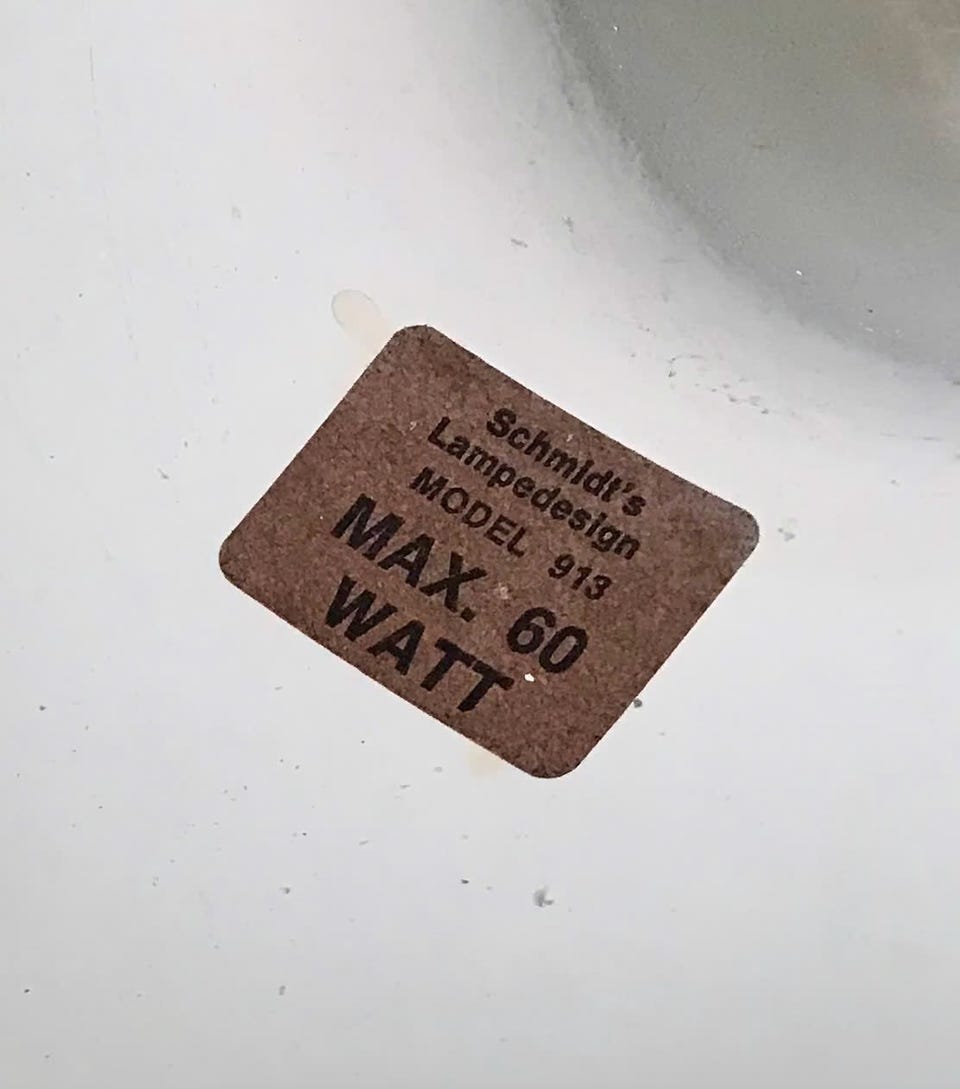 Schmidt's
Lampedesign
MODEL 913
MAX. 60
WATT